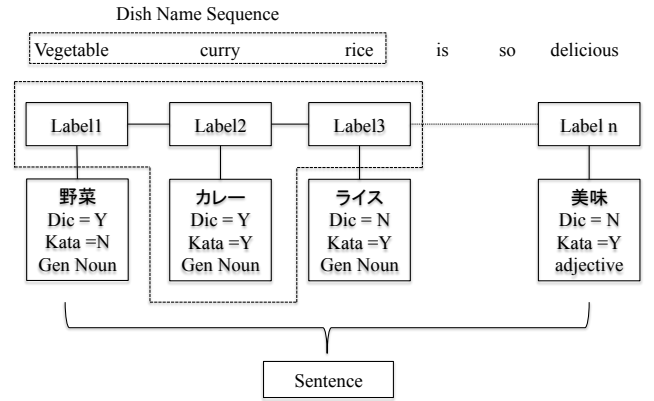 Dish Name Sequence
Vegetable curry rice is so delicious
Label1 Label2 Label3 Label n
野菜 カレー ライス 美味
Dic = Y Dic = Y Dic = N Dic = N
Kata =N Kata =Y Kata =Y Kata =Y
Gen Noun Gen Noun Gen Noun adjective
Sentence